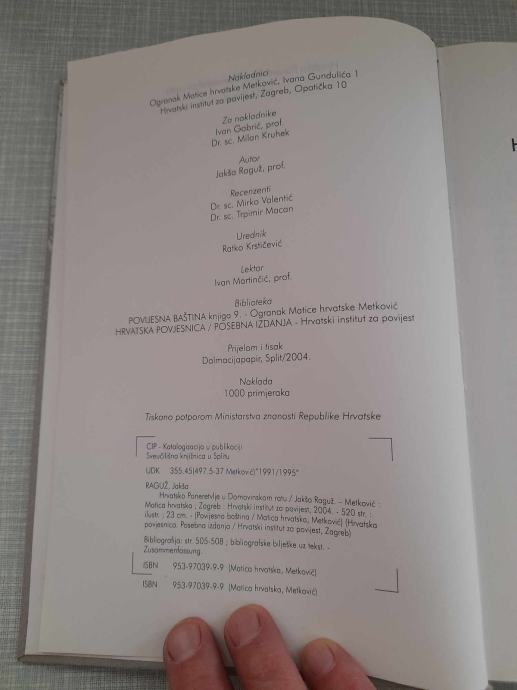 Nakladnici
Ogranak Matice hrvatske Metković, Ivana Gundulića 1
Hrvatski institut za povijest, Zagreb, Opatička 10
Za nakladnike
Ivan Gabrić, prof.
Dr. sc. Milan Kruhek
Autor
Jakša Raguž, prof.
Recenzenti
Dr. sc. Mirko Valentić
Dr. sc. Trpimir Macan
Urednik
Ratko Krstičević
Lektor
Ivan Martinčić, prof.
Biblioteka
POVIJESNA BAŠTINA knjiga 9. - Ogranak Matice hrvatske Metković
HRVATSKA POVJESNICA / POSEBNA IZDANJA - Hrvatski institut za povijest
Prijelom i tisak
Dalmacijapapir, Split/2004.
Naklada
1000 primjeraka
Tiskano potporom Ministarstva znanosti Republike Hrvatske
CIP - Katalogizacija u publikaciji
Sveučilišna knjižnica u Splitu
UDK 355.45(497.5-37 Metković)"1991/1995"
RAGUŽ, Jakša
Hrvatsko Poneretvlje u Domovinskom ratu / Jakša Raguž. – Metković :
Matica hrvatska ; Zagreb : Hrvatski institut za povijest, 2004. - 520 str. :
ilustr. ; 23 cm. - (Povijesna baština / Matica hrvatska, Metković) (Hrvatska
povjesnica. Posebna izdanja / Hrvatski institut za povijest, Zagreb)
Bibliografija: str. 505-508 ; bibliografske bilješke uz tekst. -
Zusammenfassung.
ISBN 953-97039-9-9 (Matica hrvatska, Metković)
ISBN 953-97039-9-9 (Matica hrvatska, Metković)
H